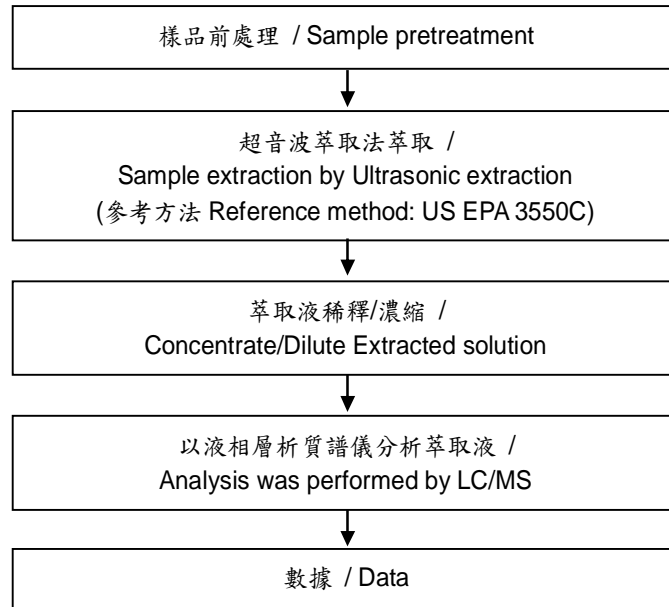 樣品前處理 / Sample pretreatment
超音波萃取法萃取 /
Sample extraction by Ultrasonic extraction
(參考方法 Reference method: US EPA 3550C)
萃取液稀釋/濃縮 /
Concentrate/Dilute Extracted solution
以液相層析質譜儀分析萃取液 /
Analysis was performed by LC/MS
數據 / Data